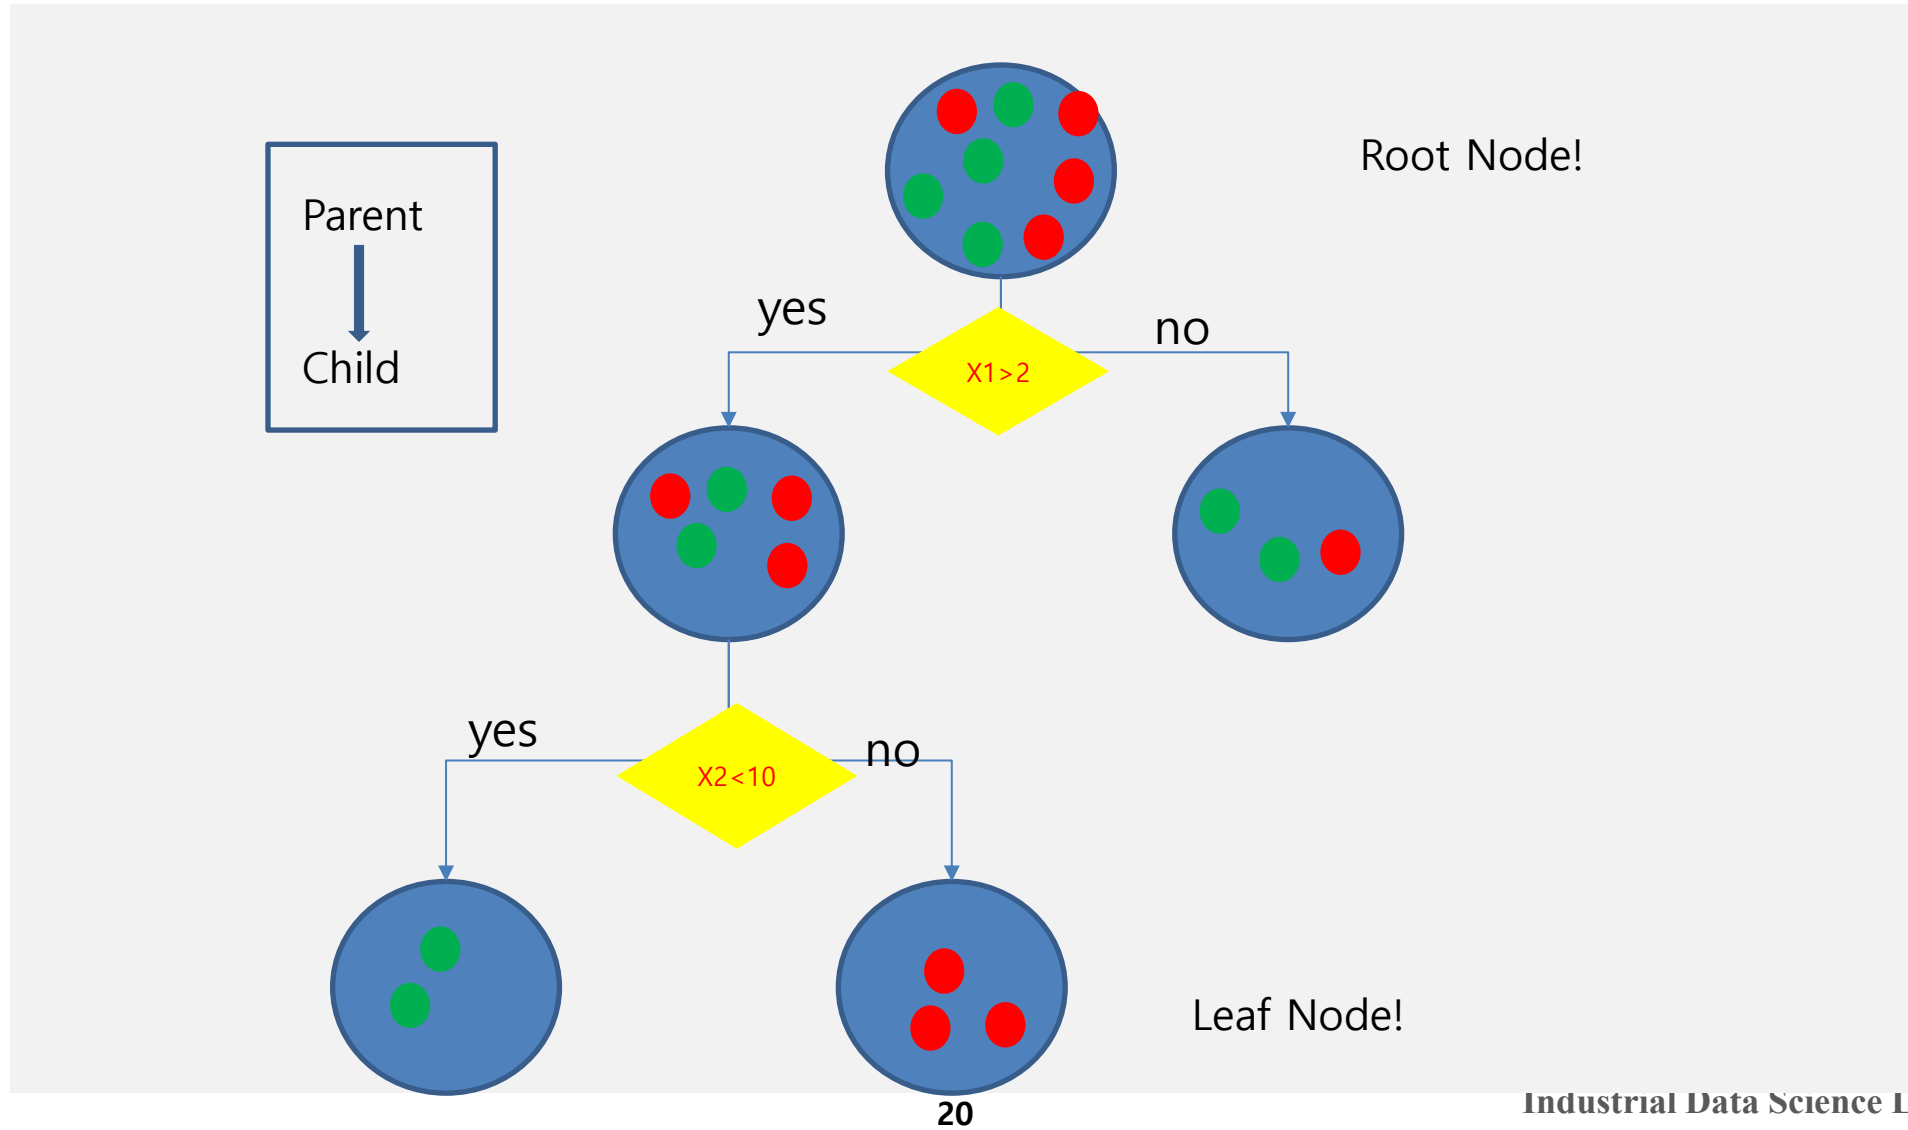 Root Node!
Parent
Child
yes
no
X1>2
yes
no
X2<10
Leaf Node!
20
Industrial Data Science